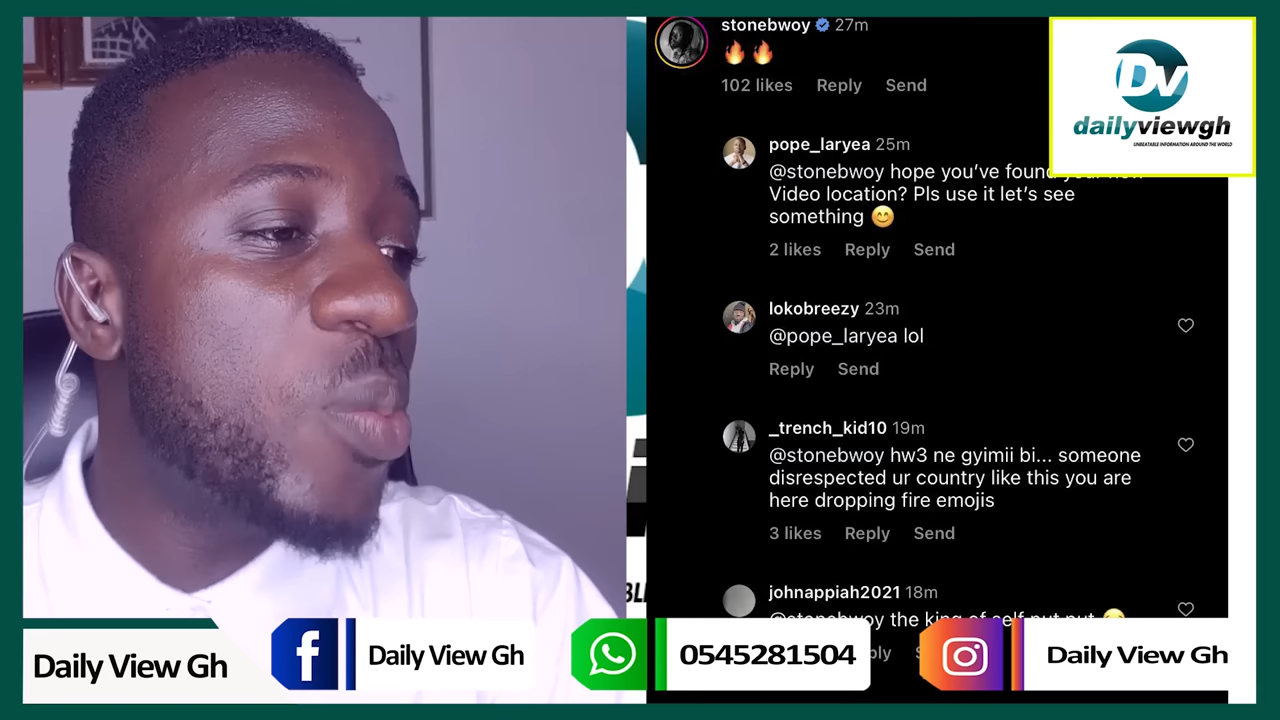 stonebwoy 27m
🔥🔥
102 likes Reply Send
pope_laryea 25m
@stonebwoy hope you've found
Video location? Pls use it let's see
something 😊
2 likes Reply Send
lokobreezy 23m
@pope_laryea lol
Reply Send
_trench_kid10 19m
@stonebwoy hw3 ne gyimii bi... someone
disrespected ur country like this you are
here dropping fire emojis
3 likes Reply Send
johnappiah2021 18m
@stonebwoy the king of self
DV
dailyviewgh
UNBEATABLE INFORMATION AROUND THE WORLD
Daily View Gh
f
Daily View Gh
0545281504
Daily View Gh